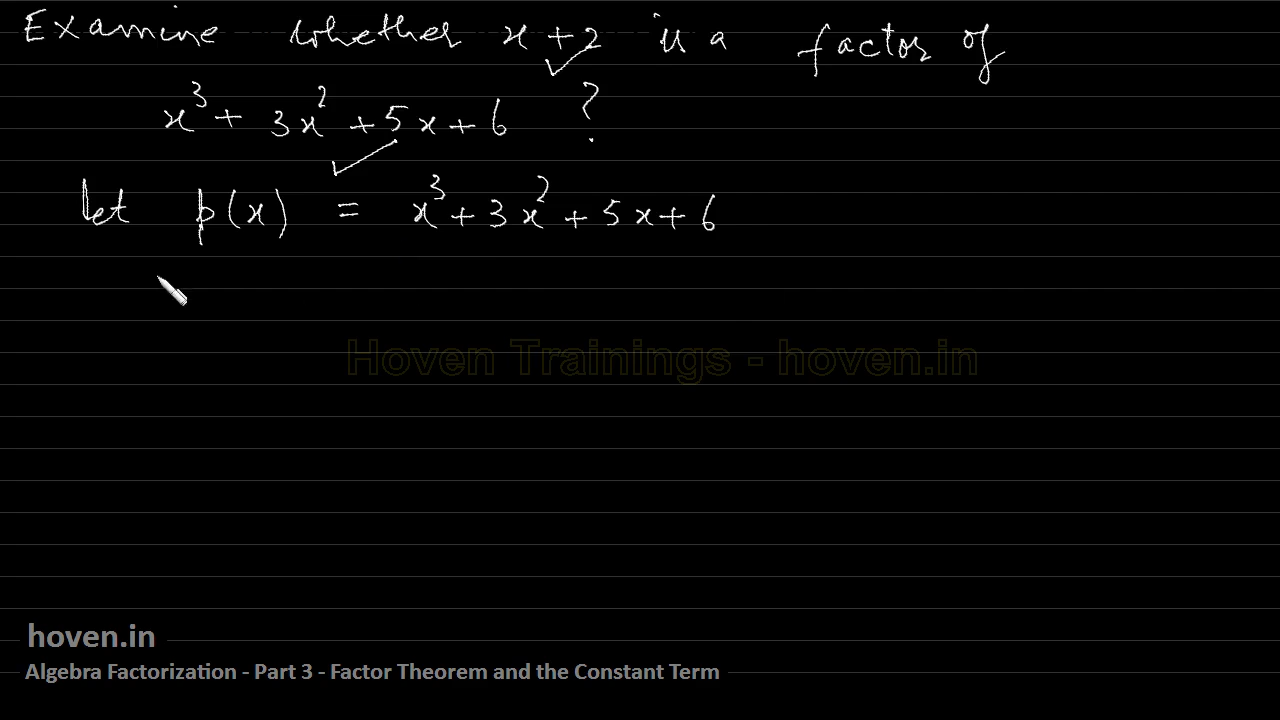 Examine whether x + 2 is a factor of
x³ + 3x² + 5x + 6 ?
Let p(x) = x³ + 3x² + 5x + 6
Hoven Trainings - hoven.in
hoven.in
Algebra Factorization - Part 3 - Factor Theorem and the Constant Term